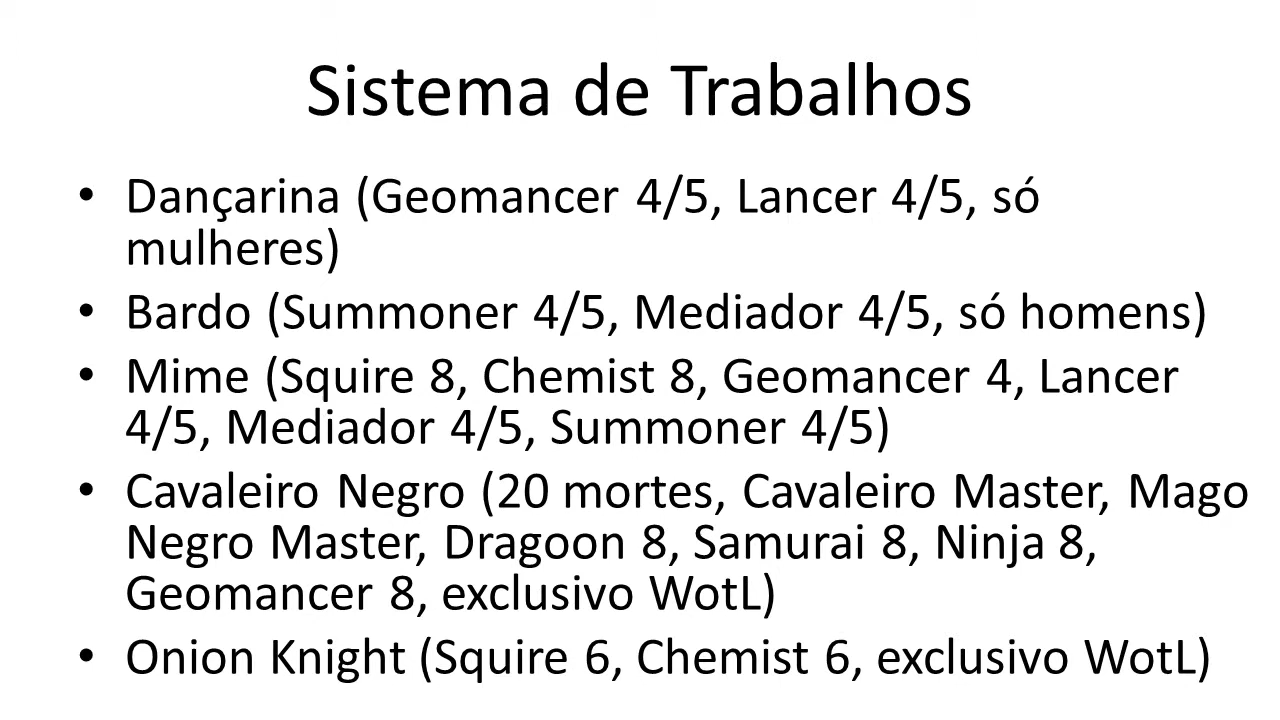 Sistema de Trabalhos
• Dançarina (Geomancer 4/5, Lancer 4/5, só
mulheres)
• Bardo (Summoner 4/5, Mediador 4/5, só homens)
• Mime (Squire 8, Chemist 8, Geomancer 4, Lancer
4/5, Mediador 4/5, Summoner 4/5)
• Cavaleiro Negro (20 mortes, Cavaleiro Master, Mago
Negro Master, Dragoon 8, Samurai 8, Ninja 8,
Geomancer 8, exclusivo WotL)
• Onion Knight (Squire 6, Chemist 6, exclusivo WotL)